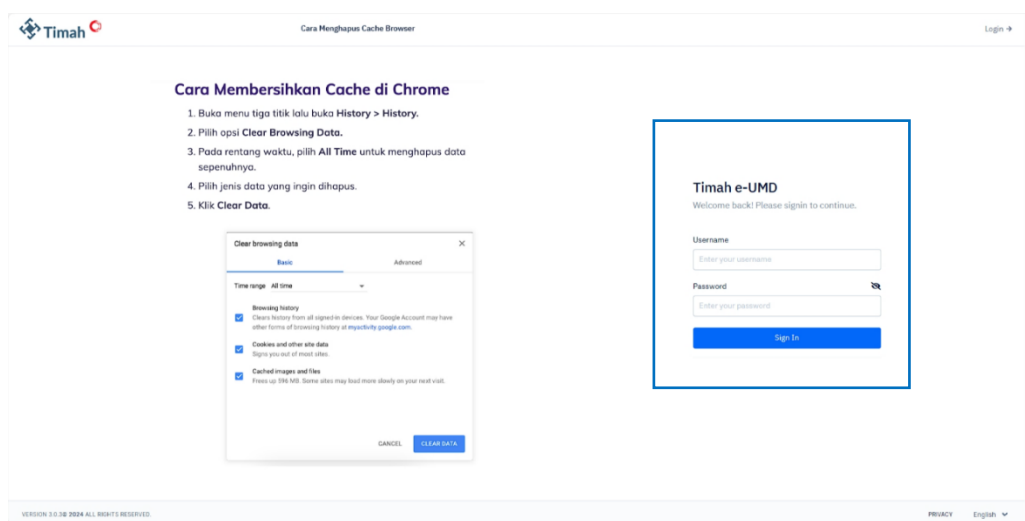 Timah
Cara Menghapus Cache Browser
Login →
Cara Membersihkan Cache di Chrome
1. Buka menu tiga titik lalu buka History > History.
2. Pilih opsi Clear Browsing Data.
3. Pada rentang waktu, pilih All Time untuk menghapus data
sepenuhnya.
4. Pilih jenis data yang ingin dihapus.
5. Klik Clear Data.
Clear browsing data
Basic
Advanced
Time range All time
Browsing history
Clears history from all signed-in devices. Your Google Account may have
other forms of browsing history at myactivity.google.com.
Cookies and other site data
Signs you out of most sites.
Cached images and files
Frees up 596 MB. Some sites may load more slowly on your next visit.
CANCEL
CLEAR DATA
Timah e-UMD
Welcome back! Please signin to continue.
Username
Enter your username
Password
Enter your password
Sign In
VERSION 3.0.3© 2024 ALL RIGHTS RESERVED.
PRIVACY
English